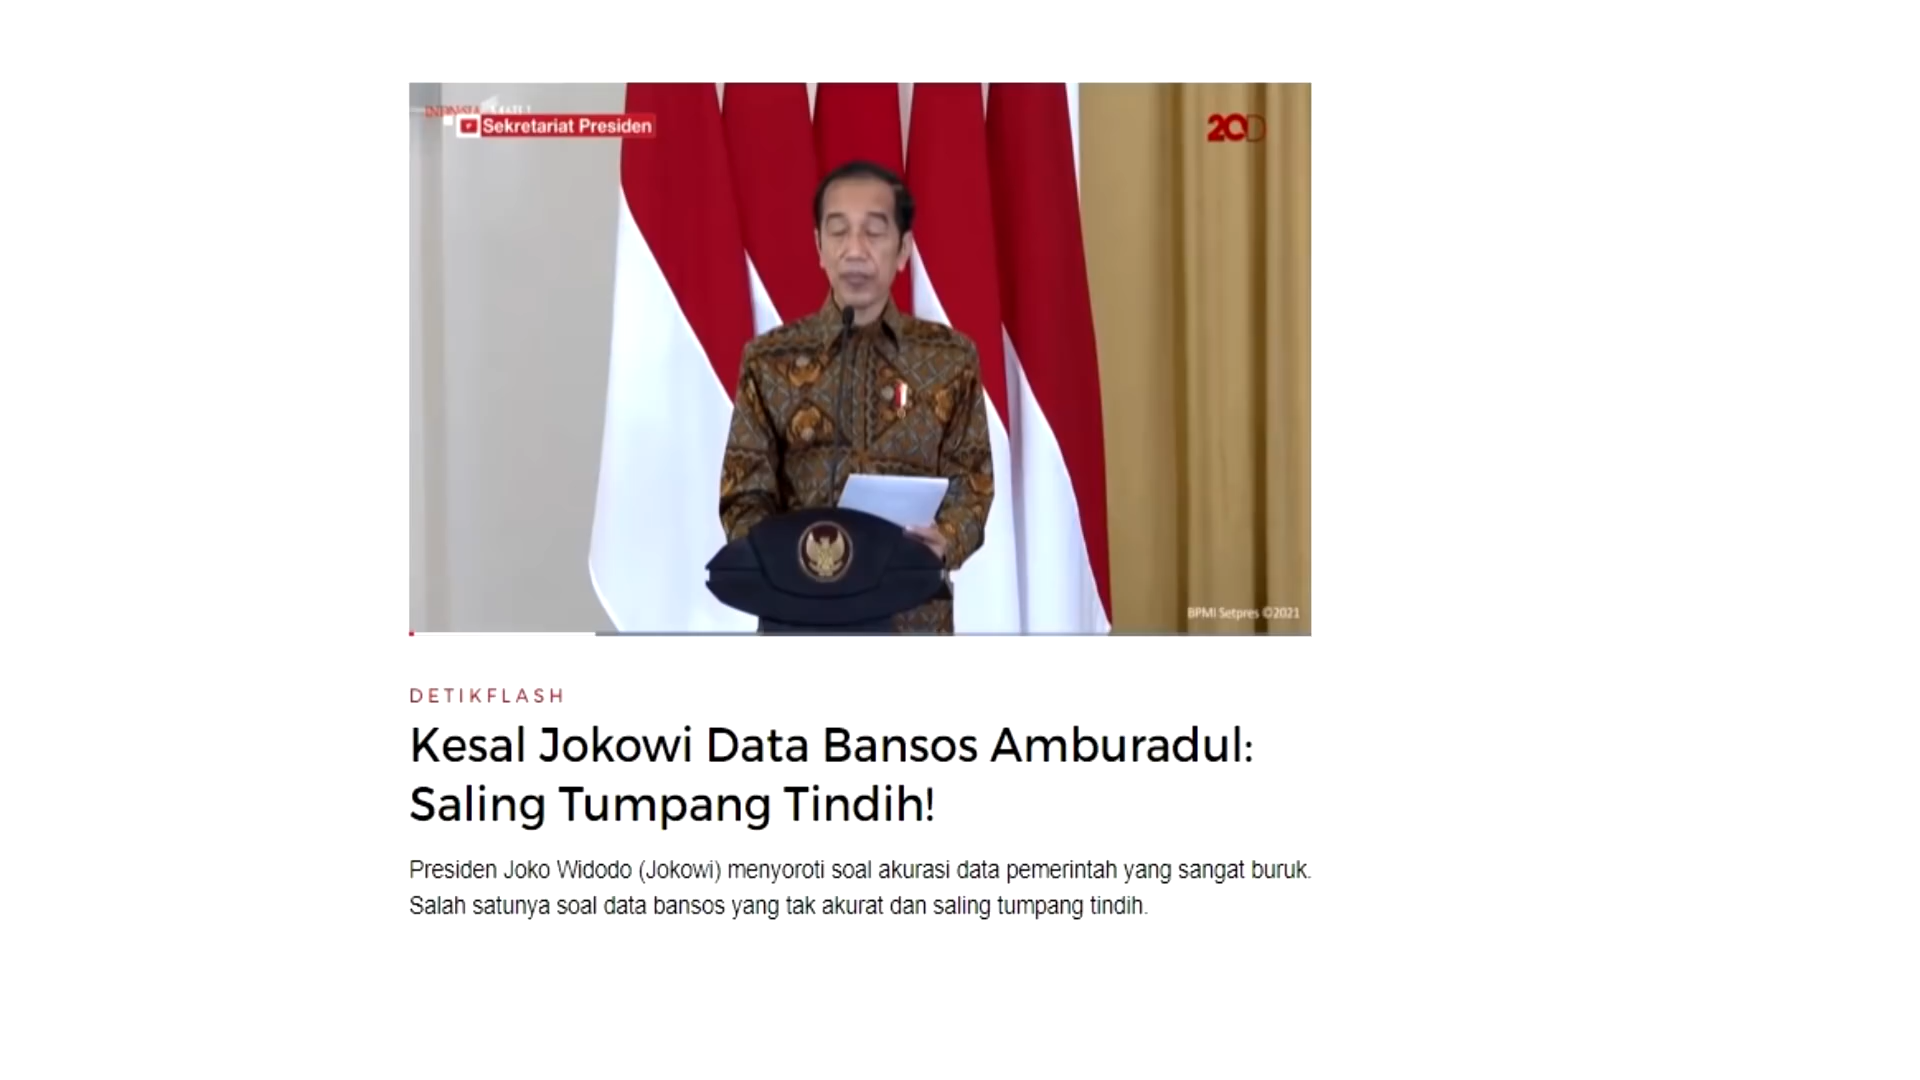 Sekretariat Presiden
20D
BPMI Setpres ©2021
DETIKFLASH
Kesal Jokowi Data Bansos Amburadul:
Saling Tumpang Tindih!
Presiden Joko Widodo (Jokowi) menyoroti soal akurasi data pemerintah yang sangat buruk.
Salah satunya soal data bansos yang tak akurat dan saling tumpang tindih.